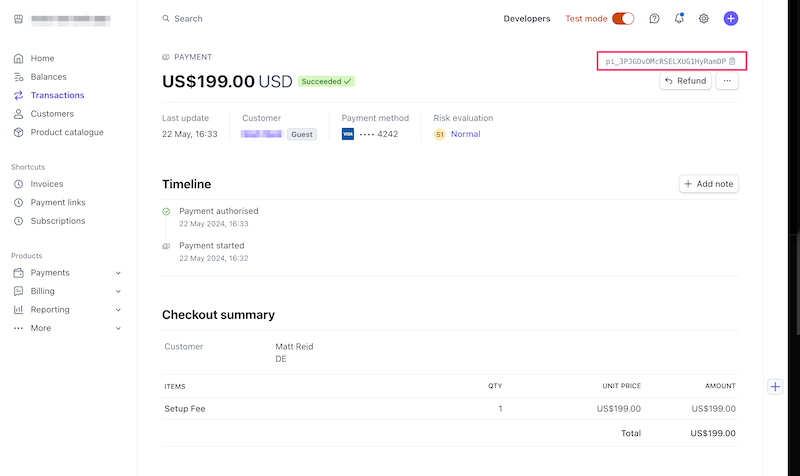 Search
Developers
Test mode
Home
Balances
Transactions
Customers
Product catalogue
Shortcuts
Invoices
Payment links
Subscriptions
Products
Payments
Billing
Reporting
More
PAYMENT
pi_3PJGDvDMcRSELXUG1HyRamDP
US$199.00 USD Succeeded
Refund
Last update
22 May, 16:33
Customer
Guest
Payment method
VISA •••• 4242
Risk evaluation
51 Normal
Timeline
Add note
Payment authorised
22 May 2024, 16:33
Payment started
22 May 2024, 16:32
Checkout summary
Customer Matt Reid
DE
ITEMS QTY UNIT PRICE AMOUNT
Setup Fee 1 US$199.00 US$199.00
Total US$199.00